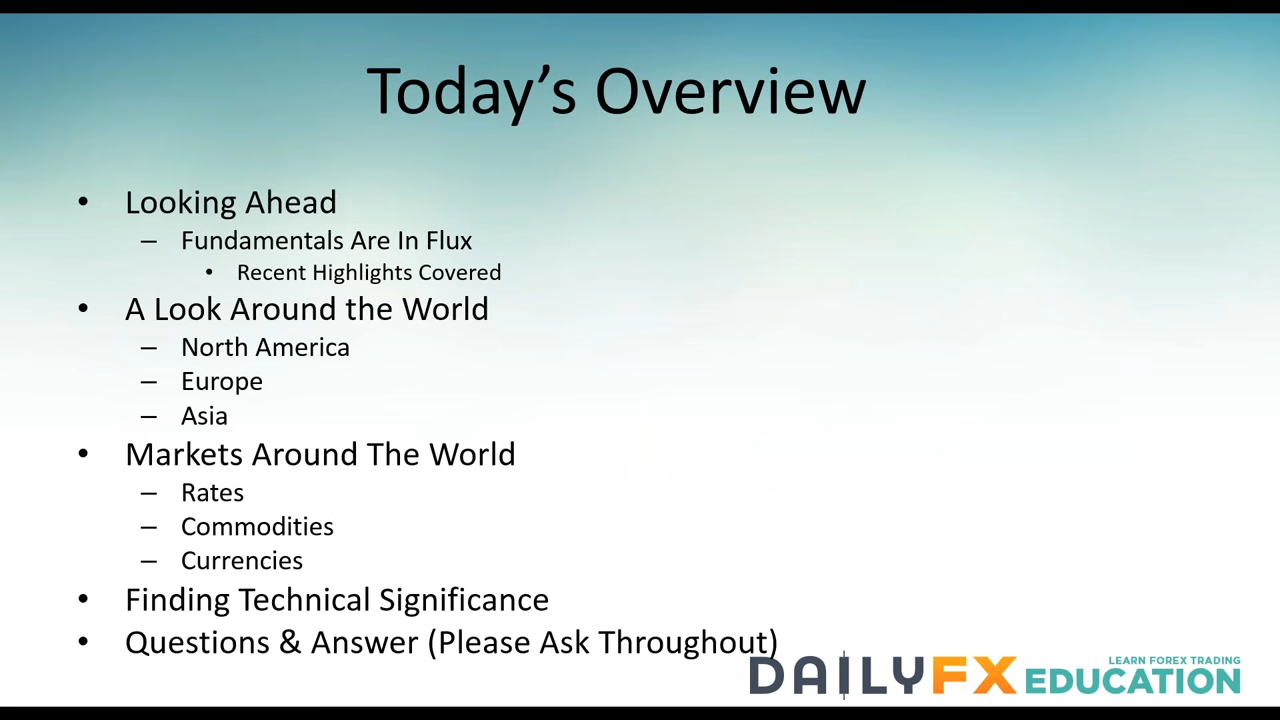 Today's Overview
• Looking Ahead
– Fundamentals Are In Flux
• Recent Highlights Covered
• A Look Around the World
– North America
– Europe
– Asia
• Markets Around The World
– Rates
– Commodities
– Currencies
• Finding Technical Significance
• Questions & Answer (Please Ask Throughout)
LEARN FOREX TRADING
DAILYFX EDUCATION